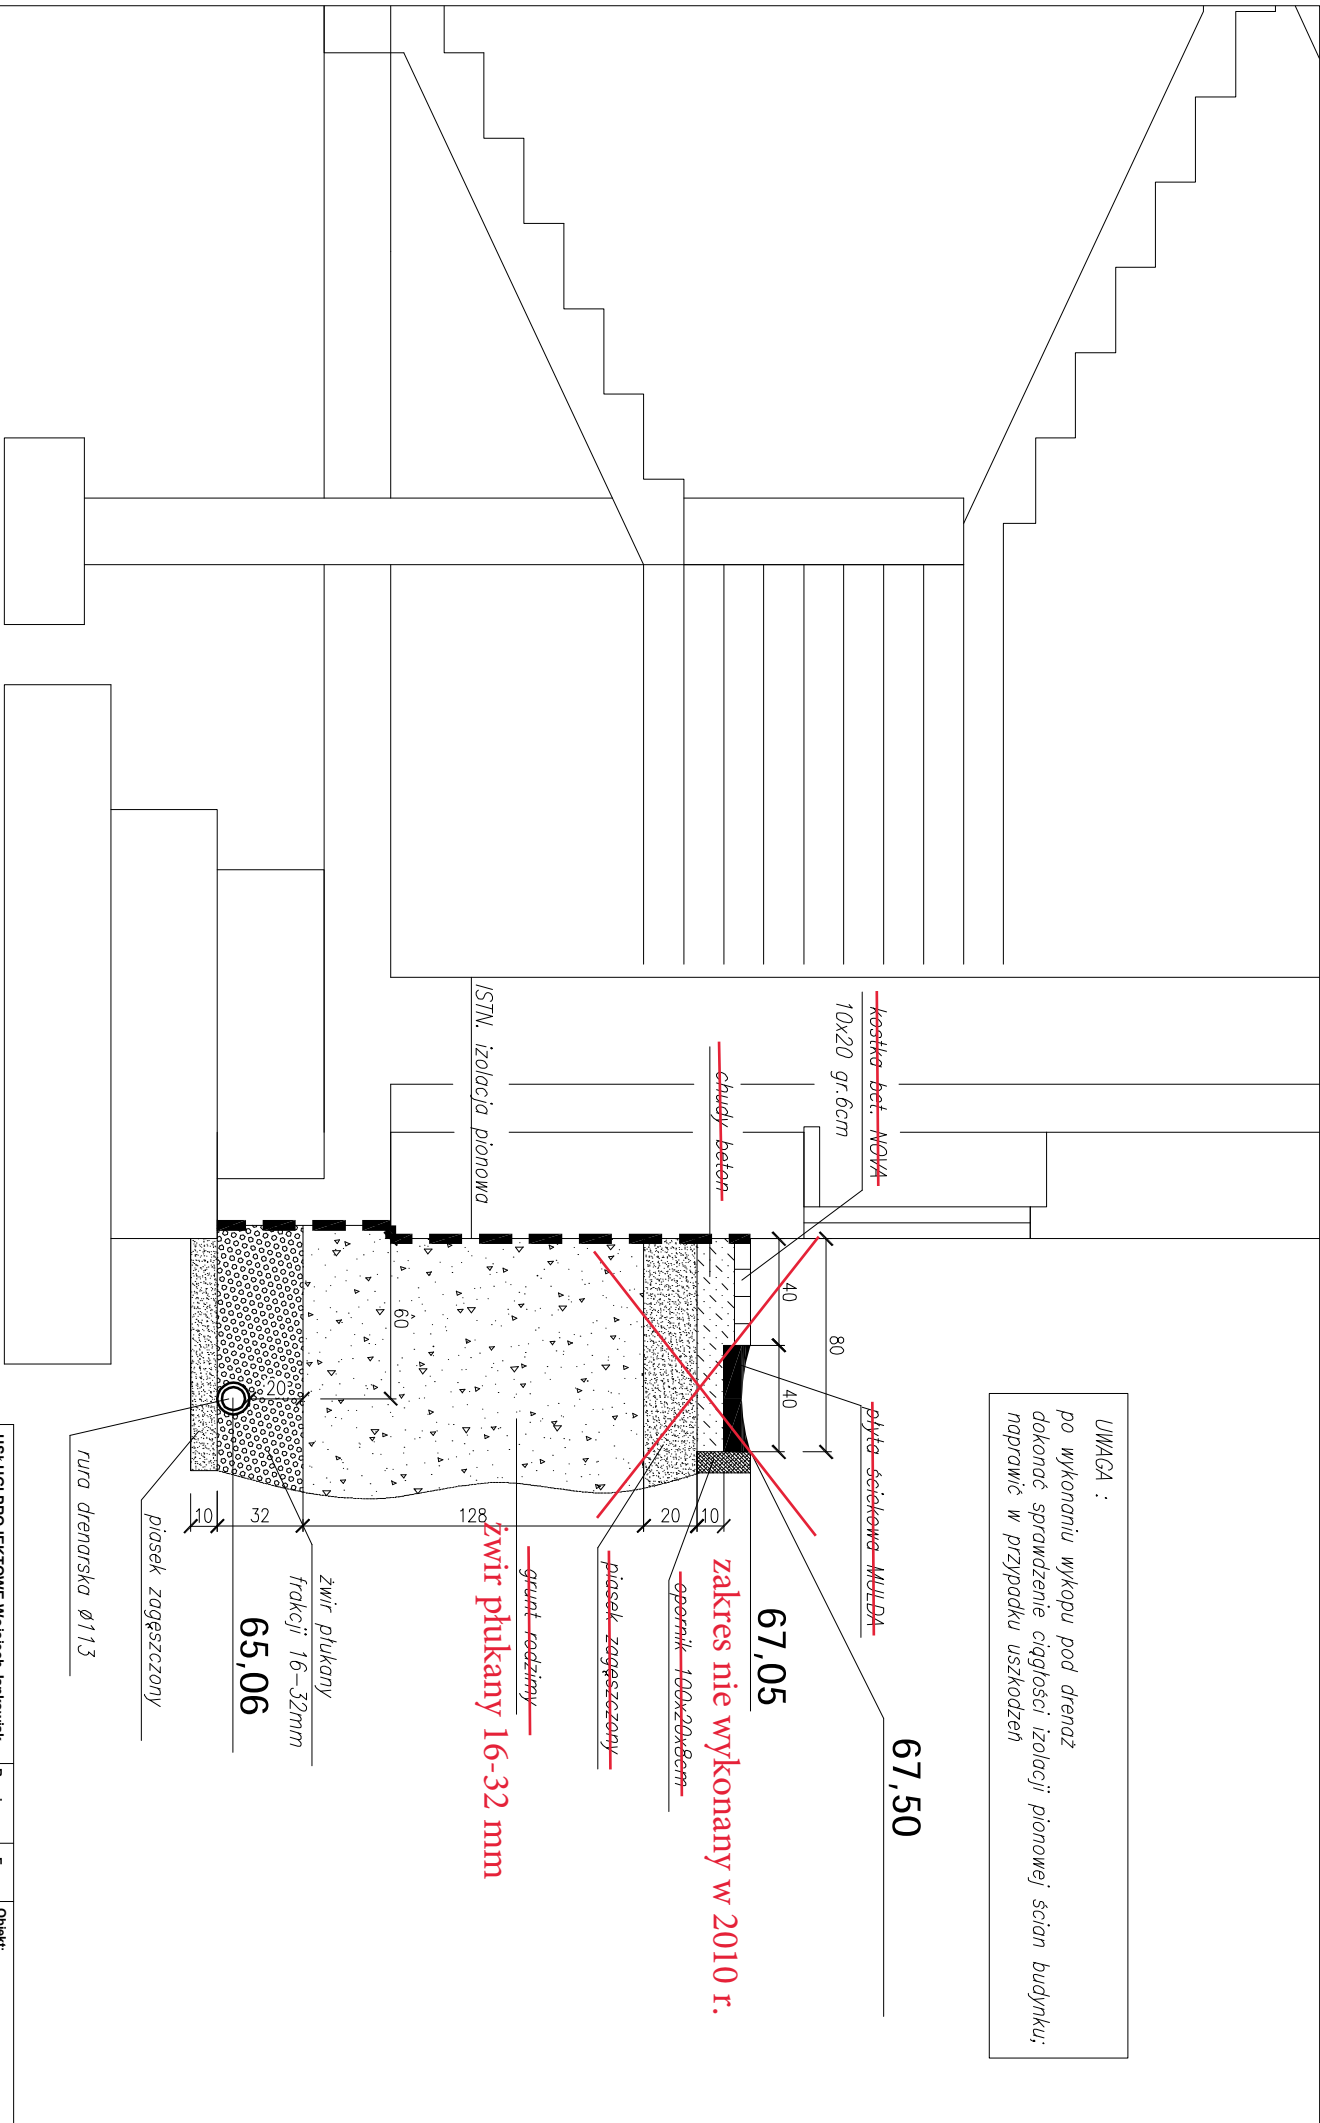 UWAGA :
po wykonaniu wykopu pod drenaż
dokonać sprawdzenie ciągłości izolacji pionowej ścian budynku;
naprawić w przypadku uszkodzeń
67,50
kostka bet. NOVA
10x20 gr.6cm
płyta ściekowa MULDA
80
40
40
67,05
chudy beton
zakres nie wykonany w 2010 r.
opornik 100x20x8cm
10
20
piasek zagęszczony
grunt rodzimy
żwir płukany 16-32 mm
ISTN. izolacja pionowa
128
60
żwir płukany
frakcji 16-32mm
20
32
65,06
10
piasek zagęszczony
rura drenarska ø113
Obiekt: